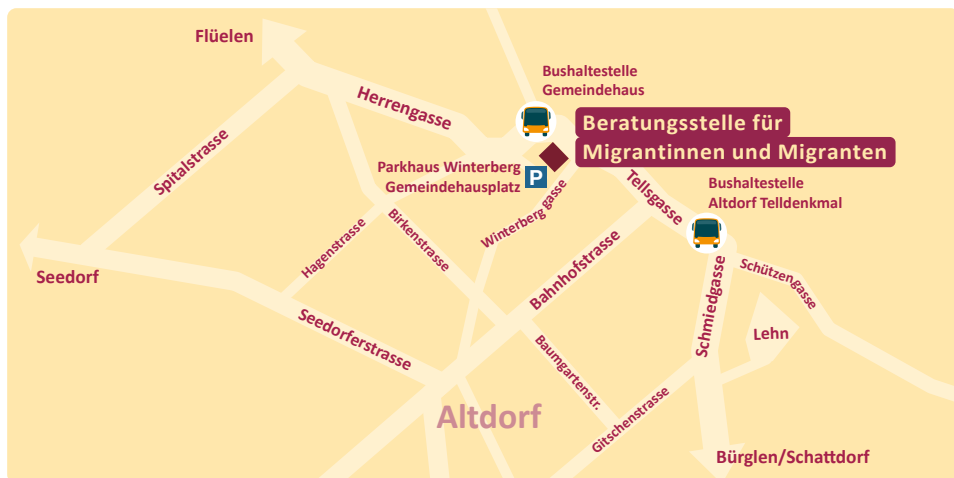 Flüelen
Bushaltestelle
Gemeindehaus
Herrengasse
Beratungsstelle für
Migrantinnen und Migranten
Spitalstrasse
Parkhaus Winterberg
Gemeindehausplatz
P
Tellsgasse
Bushaltestelle
Altdorf Telldenkmal
Winterberg gasse
Hagenstrasse
Birkenstrasse
Bahnhofstrasse
Seedorf
Schützengasse
Schmiedgasse
Seedorferstrasse
Lehn
Baumgartenstr.
Altdorf
Gitschenstrasse
Bürglen/Schattdorf